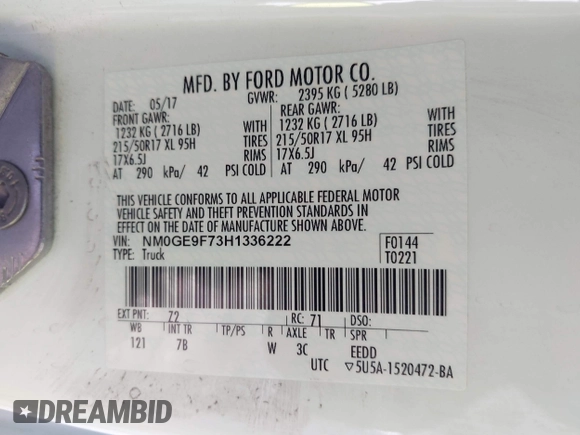 MFD. BY FORD MOTOR CO.
DATE: 05/17 GVWR: 2395 KG ( 5280 LB)
FRONT GAWR: REAR GAWR:
1232 KG ( 2716 LB) WITH 1232 KG ( 2716 LB) WITH
215/50R17 XL 95H TIRES 215/50R17 XL 95H TIRES
17X6.5J RIMS 17X6.5J RIMS
AT 290 kPa/ 42 PSI COLD AT 290 kPa/ 42 PSI COLD
THIS VEHICLE CONFORMS TO ALL APPLICABLE FEDERAL MOTOR
VEHICLE SAFETY AND THEFT PREVENTION STANDARDS IN
EFFECT ON THE DATE OF MANUFACTURE SHOWN ABOVE.
VIN: NM0GE9F73H1336222 F0144
TYPE: Truck T0221
EXT PNT: Z2 RC: 71 DSO:
WB INT TR TP/PS R AXLE TR SPR
121 7B W 3C EEDD
UTC ▽5U5A-1520472-BA
DREAMBID